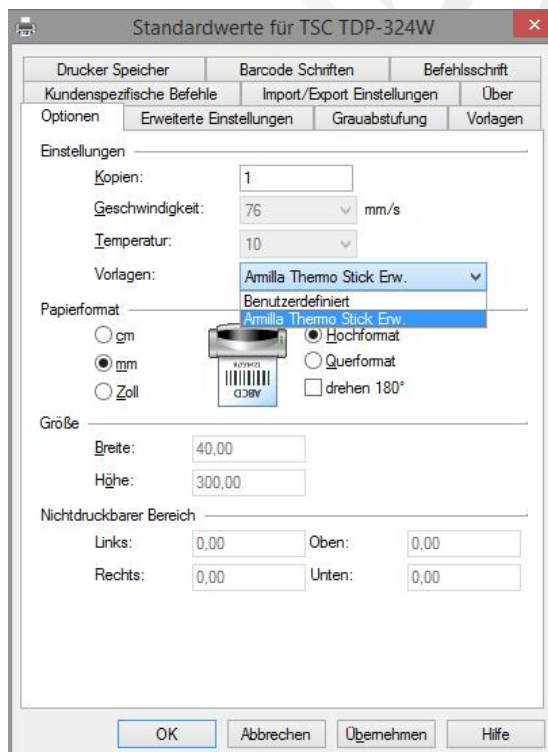 Standardwerte für TSC TDP-324W
Drucker Speicher Barcode Schriften Befehlsschrift
Kundenspezifische Befehle Import/Export Einstellungen Über
Optionen Erweiterte Einstellungen Grauabstufung Vorlagen
Einstellungen
Kopien: 1
Geschwindigkeit: 76 mm/s
Temperatur: 10
Vorlagen: Armilla Thermo Stick Erw.
Benutzerdefiniert
Armilla Thermo Stick Erw.
Papierformat
cm
mm
Zoll
12345678
ABCD
Hochformat
Querformat
drehen 180°
Größe
Breite: 40,00
Höhe: 300,00
Nichtdruckbarer Bereich
Links: 0,00 Oben: 0,00
Rechts: 0,00 Unten: 0,00
OK Abbrechen Übernehmen Hilfe